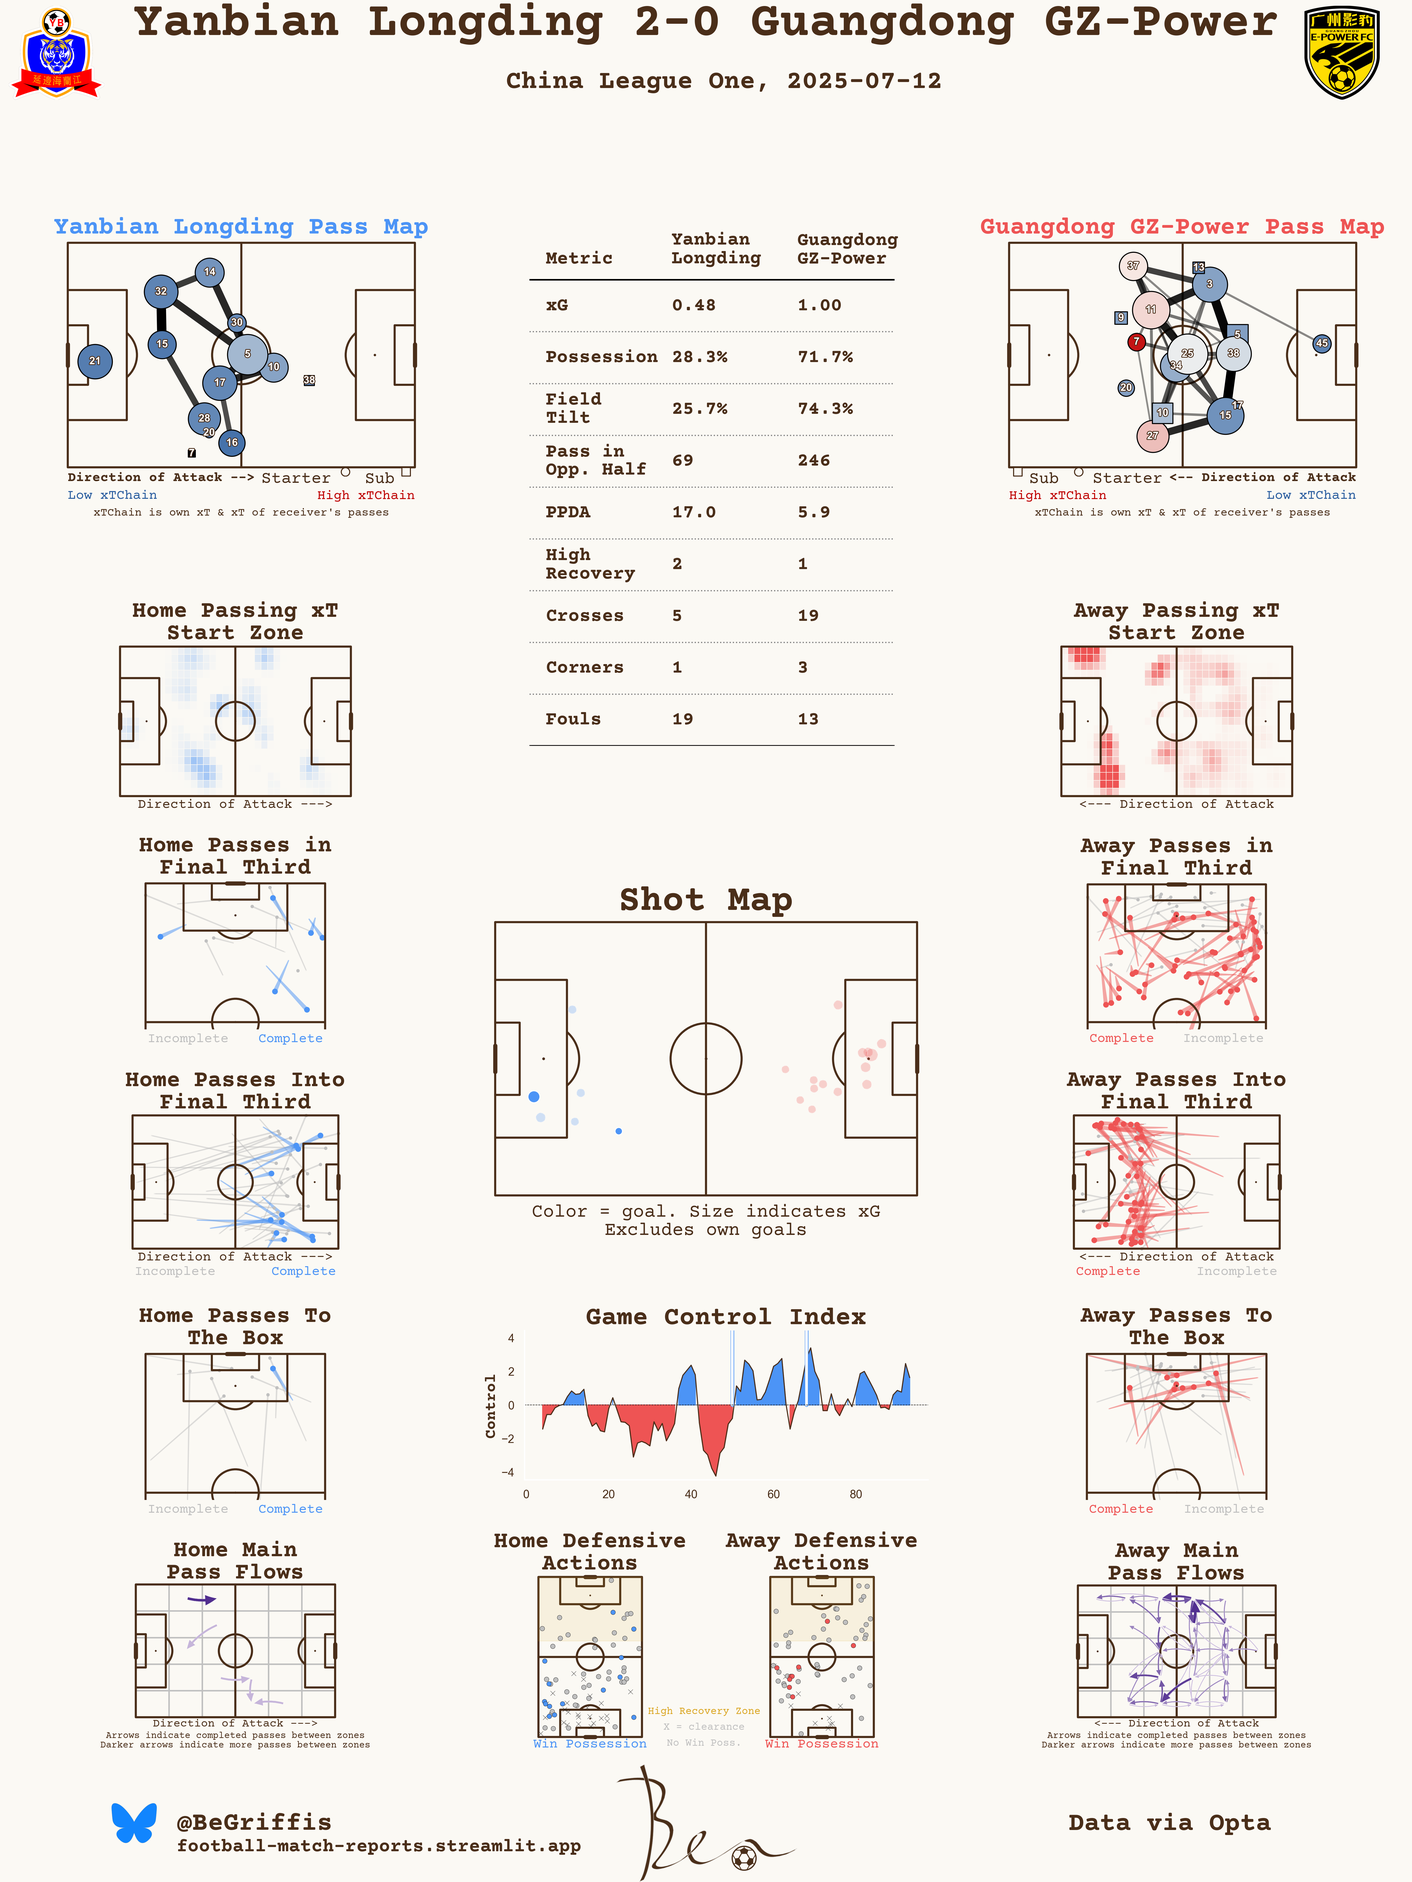 Yanbian Longding 2-0 Guangdong GZ-Power
China League One, 2025-07-12
YB
延边海兰江
广州影豹
GUANGZHOU
E-POWER FC
Yanbian Longding Pass Map
14
32
30
15
5
21
10
17
38
28
20
16
7
Direction of Attack --> Starter Sub
Low xTChain High xTChain
xTChain is own xT & xT of receiver's passes
Metric Yanbian Longding Guangdong GZ-Power
xG 0.48 1.00
Possession 28.3% 71.7%
Field Tilt 25.7% 74.3%
Pass in Opp. Half 69 246
PPDA 17.0 5.9
High Recovery 2 1
Crosses 5 19
Corners 1 3
Fouls 19 13
Guangdong GZ-Power Pass Map
37
13
3
11
9
5
7
45
25
38
34
20
17
10
15
27
Sub Starter <-- Direction of Attack
High xTChain Low xTChain
xTChain is own xT & xT of receiver's passes
Home Passing xT
Start Zone
Direction of Attack --->
Away Passing xT
Start Zone
<--- Direction of Attack
Home Passes in
Final Third
Incomplete Complete
Away Passes in
Final Third
Complete Incomplete
Shot Map
Color = goal. Size indicates xG
Excludes own goals
Home Passes Into
Final Third
Direction of Attack --->
Incomplete Complete
Away Passes Into
Final Third
<--- Direction of Attack
Complete Incomplete
Home Passes To
The Box
Incomplete Complete
Game Control Index
Control
4
2
0
−2
−4
0 20 40 60 80
Away Passes To
The Box
Complete Incomplete
Home Main
Pass Flows
Direction of Attack --->
Arrows indicate completed passes between zones
Darker arrows indicate more passes between zones
Home Defensive
Actions
Win Possession
Away Defensive
Actions
Win Possession
High Recovery Zone
X = clearance
No Win Poss.
Away Main
Pass Flows
<--- Direction of Attack
Arrows indicate completed passes between zones
Darker arrows indicate more passes between zones
@BeGriffis
football-match-reports.streamlit.app
Ben
Data via Opta